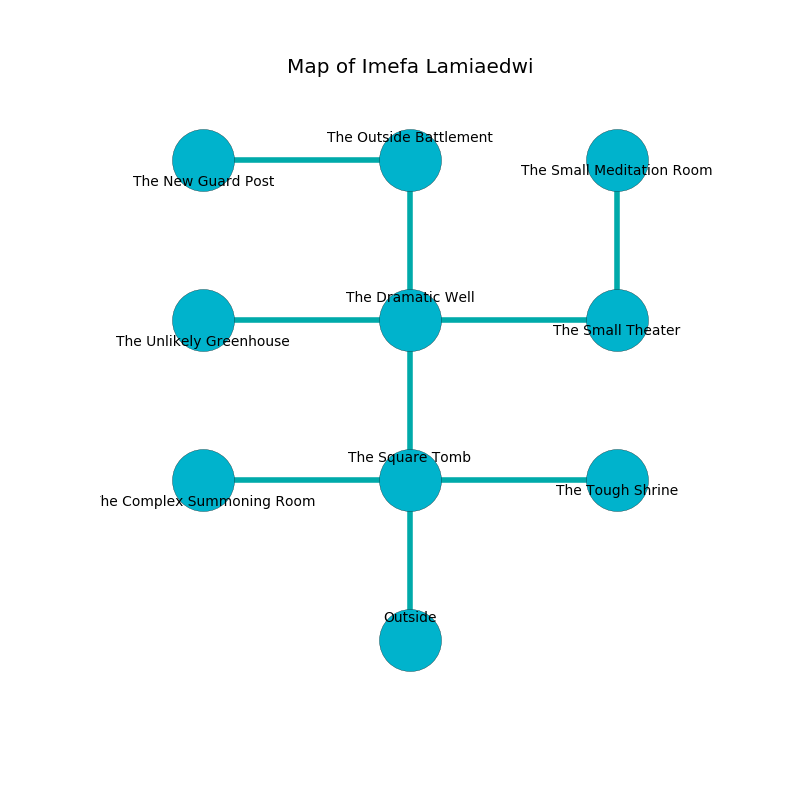 Map of Imefa Lamiaedwi
The Outside Battlement
The Small Meditation Room
The New Guard Post
The Dramatic Well
The Small Theater
The Unlikely Greenhouse
The Square Tomb
The Tough Shrine
he Complex Summoning Room
Outside